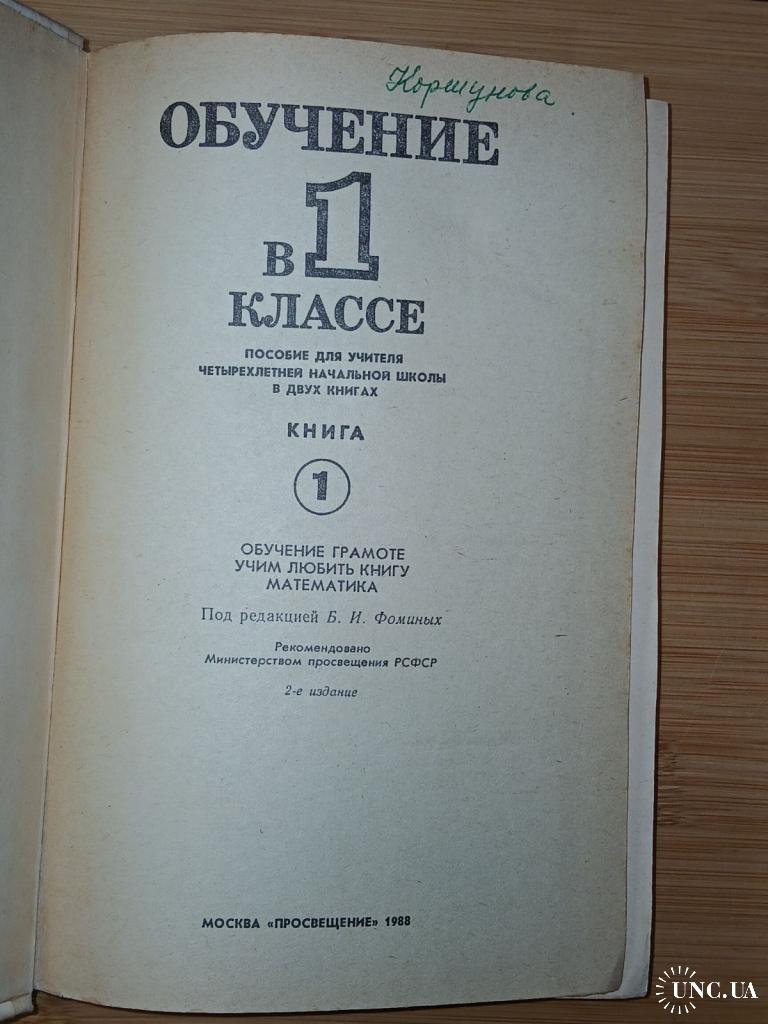 Коршунова
ОБУЧЕНИЕ
В 1
КЛАССЕ
ПОСОБИЕ ДЛЯ УЧИТЕЛЯ
ЧЕТЫРЕХЛЕТНЕЙ НАЧАЛЬНОЙ ШКОЛЫ
В ДВУХ КНИГАХ
КНИГА
1
ОБУЧЕНИЕ ГРАМОТЕ
УЧИМ ЛЮБИТЬ КНИГУ
МАТЕМАТИКА
Под редакцией Б. И. Фоминых
Рекомендовано
Министерством просвещения РСФСР
2-е издание
МОСКВА «ПРОСВЕЩЕНИЕ» 1988
UNC.UA